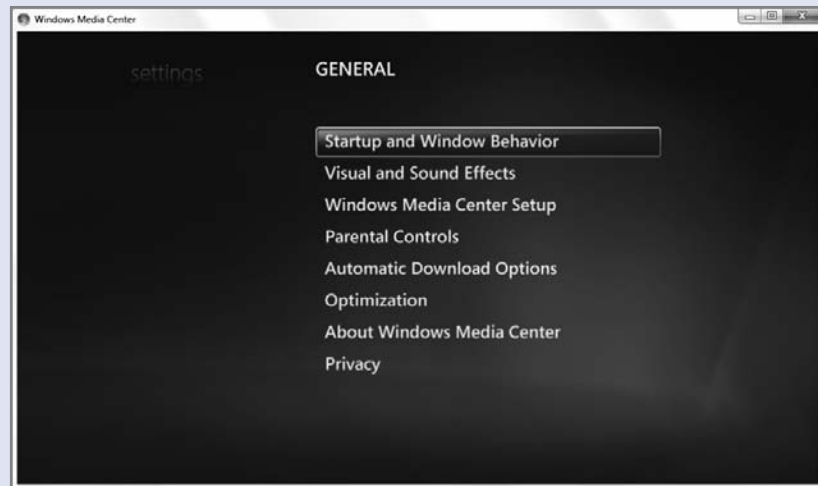 Windows Media Center
settings
GENERAL
Startup and Window Behavior
Visual and Sound Effects
Windows Media Center Setup
Parental Controls
Automatic Download Options
Optimization
About Windows Media Center
Privacy